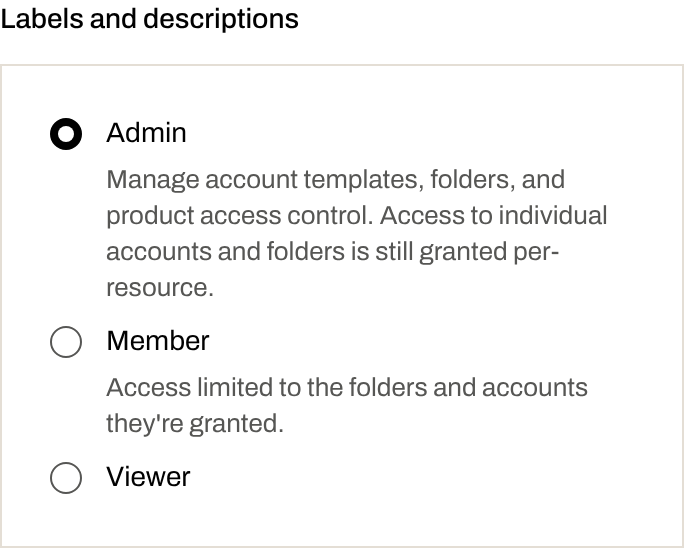 Labels and descriptions
Admin
Manage account templates, folders, and
product access control. Access to individual
accounts and folders is still granted per-
resource.
Member
Access limited to the folders and accounts
they're granted.
Viewer